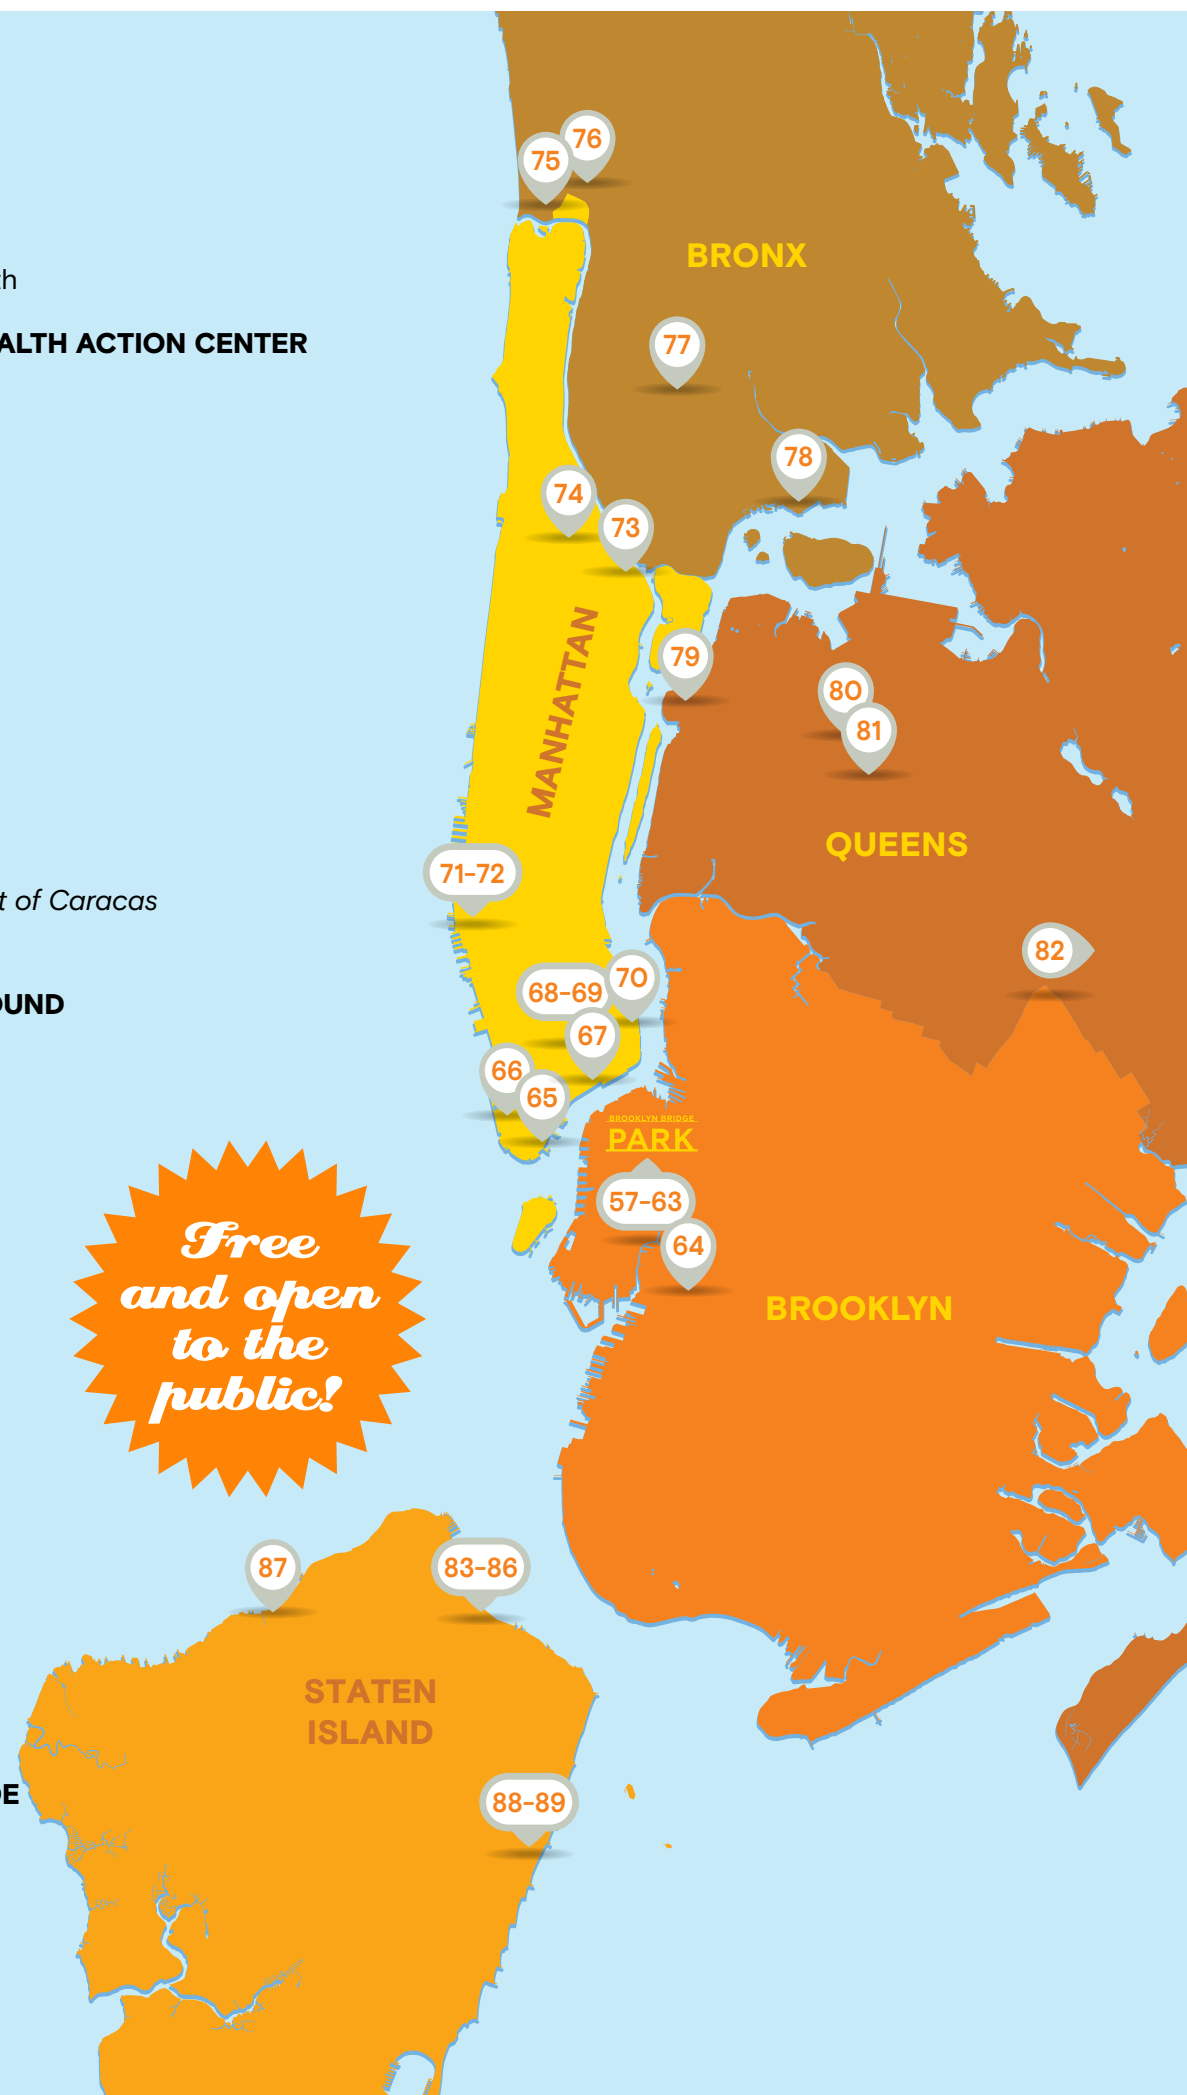 76
75
BRONX
th
ALTH ACTION CENTER
77
78
74
73
MANHATTAN
79
80
81
QUEENS
71-72
t of Caracas
82
70
68-69
OUND
67
66
65
BROOKLYN BRIDGE
PARK
57-63
64
Free
and open
to the
public!
BROOKLYN
87
83-86
STATEN
ISLAND
DE
88-89